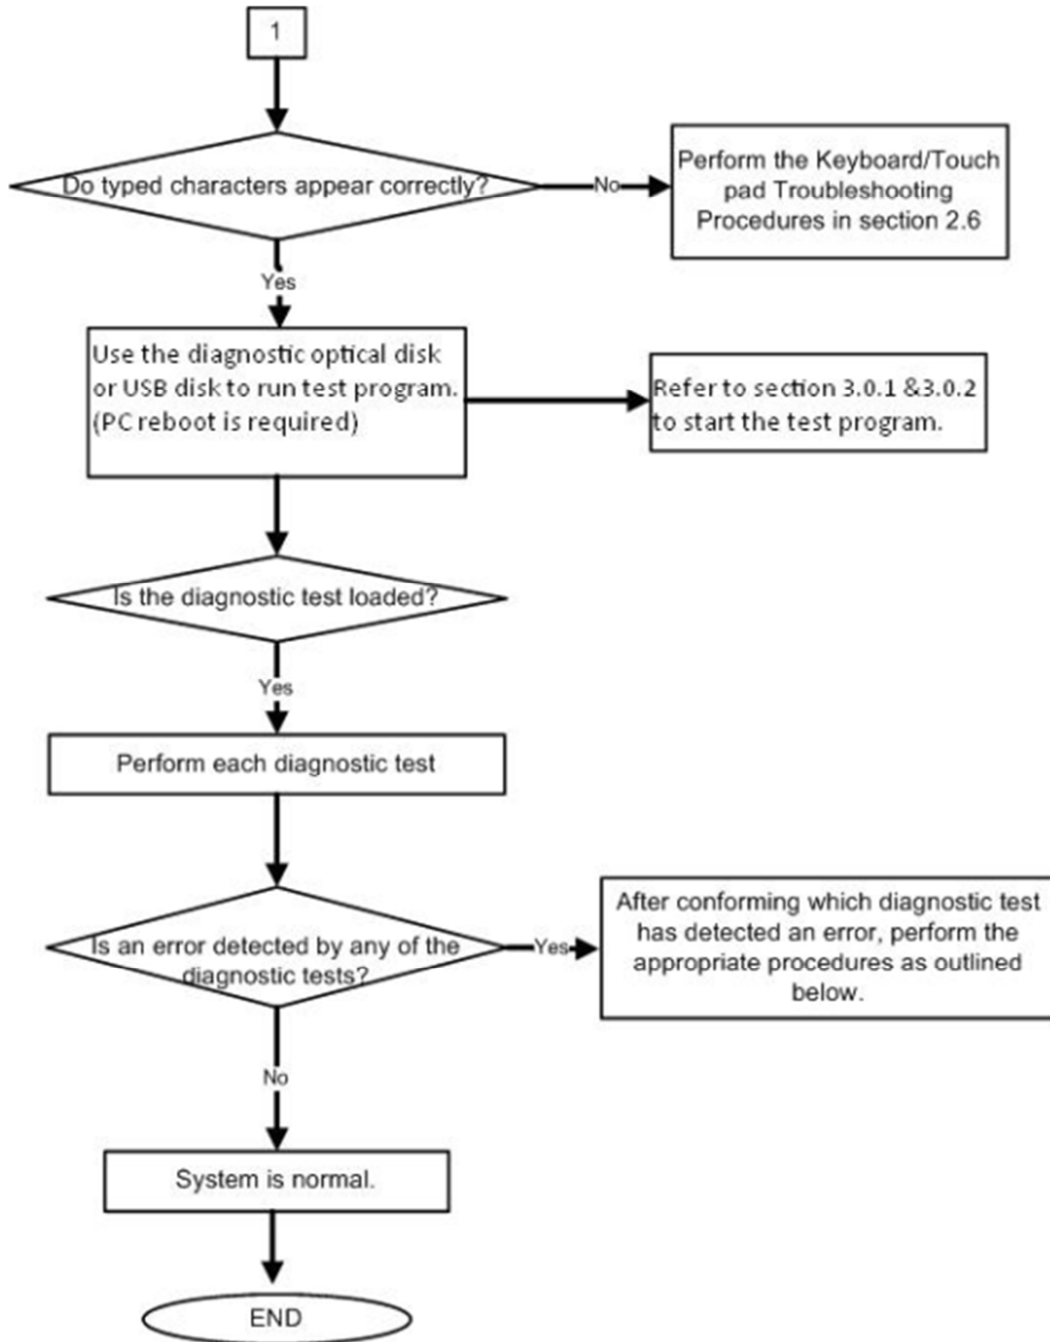 1
Do typed characters appear correctly?
No
Perform the Keyboard/Touch
pad Troubleshooting
Procedures in section 2.6
Yes
Use the diagnostic optical disk
or USB disk to run test program.
(PC reboot is required)
Refer to section 3.0.1 &3.0.2
to start the test program.
Is the diagnostic test loaded?
Yes
Perform each diagnostic test
Is an error detected by any of the
diagnostic tests?
Yes
After conforming which diagnostic test
has detected an error, perform the
appropriate procedures as outlined
below.
No
System is normal.
END